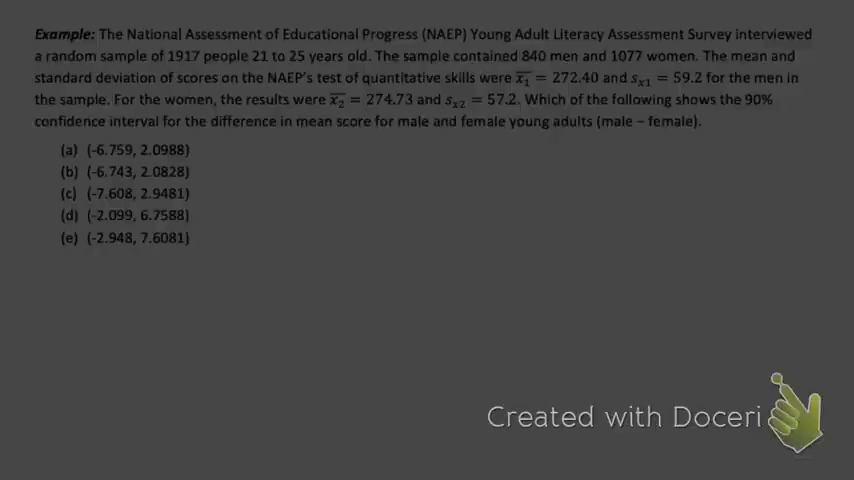 Example: The National Assessment of Educational Progress (NAEP) Young Adult Literacy Assessment Survey interviewed
a random sample of 1917 people 21 to 25 years old. The sample contained 840 men and 1077 women. The mean and
standard deviation of scores on the NAEP's test of quantitative skills were x̄₁ = 272.40 and sₓ₁ = 59.2 for the men in
the sample. For the women, the results were x̄₂ = 274.73 and sₓ₂ = 57.2. Which of the following shows the 90%
confidence interval for the difference in mean score for male and female young adults (male – female).
(a) (-6.759, 2.0988)
(b) (-6.743, 2.0828)
(c) (-7.608, 2.9481)
(d) (-2.099, 6.7588)
(e) (-2.948, 7.6081)
Created with Doceri